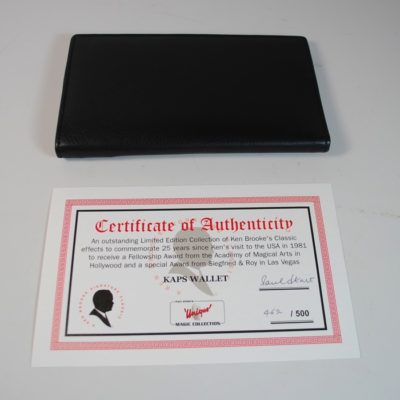 Certificate of Authenticity
An outstanding Limited Edition Collection of Ken Brooke's Classic
effects to commemorate 25 years since Ken's visit to the USA in 1981
to receive a Fellowship Award from the Academy of Magical Arts in
Hollywood and a special Award from Siegfried & Roy in Las Vegas
KAPS WALLET
Unique
MAGIC COLLECTION
462 /500